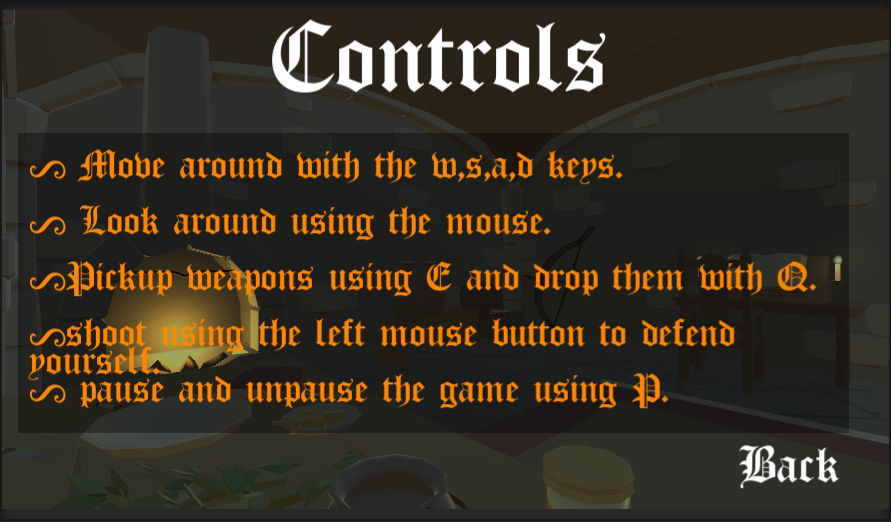 Controls
∽ Move around with the w,s,a,d keys.
∽ Look around using the mouse.
∽Pickup weapons using E and drop them with Q.
∽shoot using the left mouse button to defend
yourself.
∽ pause and unpause the game using P.
Back